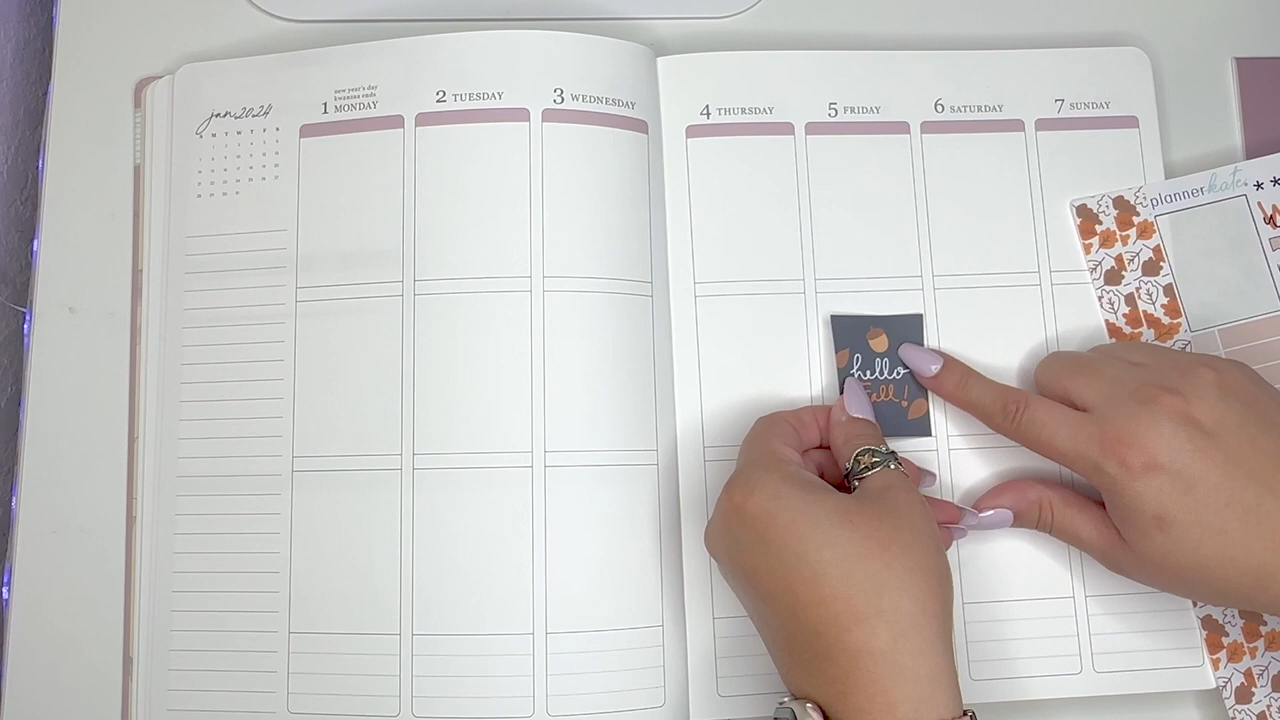 jan.2024
S M T W T F S
new year's day
kwanzaa ends
1 MONDAY
2 TUESDAY
3 WEDNESDAY
4 THURSDAY
5 FRIDAY
6 SATURDAY
7 SUNDAY
plannerkate
hello
Fall!